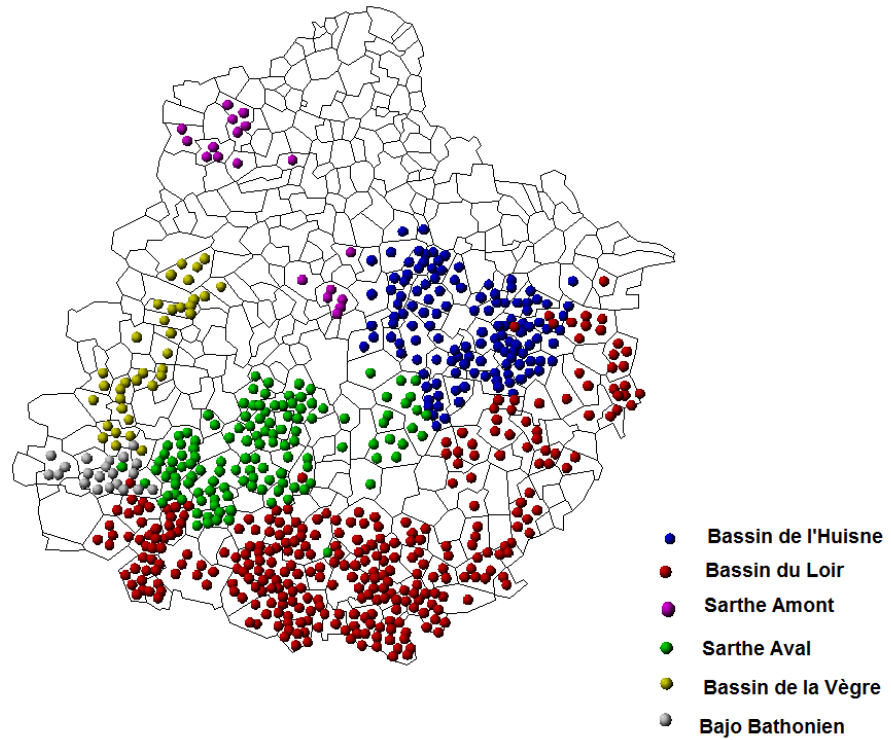 Bassin de l'Huisne
Bassin du Loir
Sarthe Amont
Sarthe Aval
Bassin de la Vègre
Bajo Bathonien